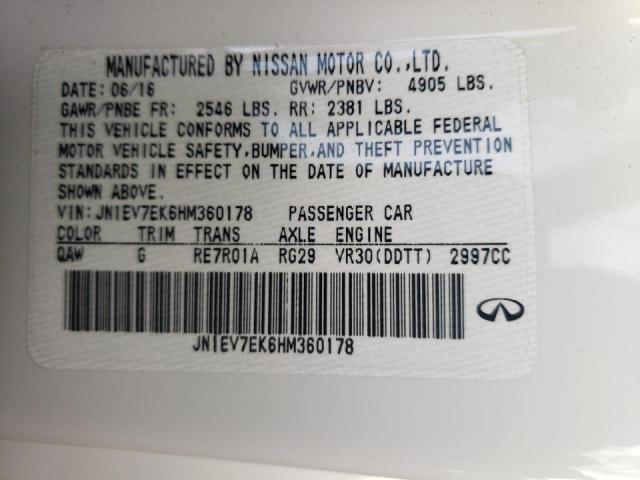 MANUFACTURED BY NISSAN MOTOR CO.,LTD.
DATE: 06/16 GVWR/PNBV: 4905 LBS.
GAWR/PNBE FR: 2546 LBS. RR: 2381 LBS.
THIS VEHICLE CONFORMS TO ALL APPLICABLE FEDERAL
MOTOR VEHICLE SAFETY,BUMPER,AND THEFT PREVENTION
STANDARDS IN EFFECT ON THE DATE OF MANUFACTURE
SHOWN ABOVE.
VIN:JN1EV7EK6HM360178 PASSENGER CAR
COLOR TRIM TRANS AXLE ENGINE
QAW G RE7R01A RG29 VR30(DDTT) 2997CC
JN1EV7EK6HM360178